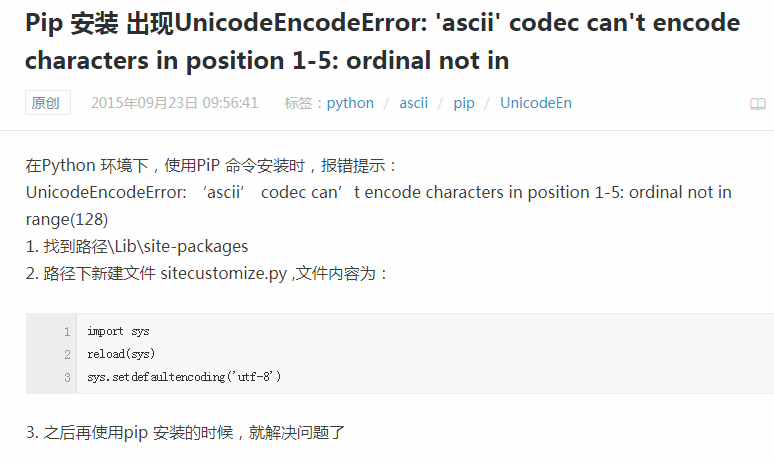 Pip 安装 出现UnicodeEncodeError: 'ascii' codec can't encode
characters in position 1-5: ordinal not in
原创 2015年09月23日 09:56:41 标签：python / ascii / pip / UnicodeEn
在Python 环境下，使用PiP 命令安装时，报错提示：
UnicodeEncodeError: ‘ascii’ codec can’t encode characters in position 1-5: ordinal not in
range(128)
1. 找到路径\Lib\site-packages
2. 路径下新建文件 sitecustomize.py ,文件内容为：
1 import sys
2 reload(sys)
3 sys.setdefaultencoding('utf-8')
3. 之后再使用pip 安装的时候，就解决问题了